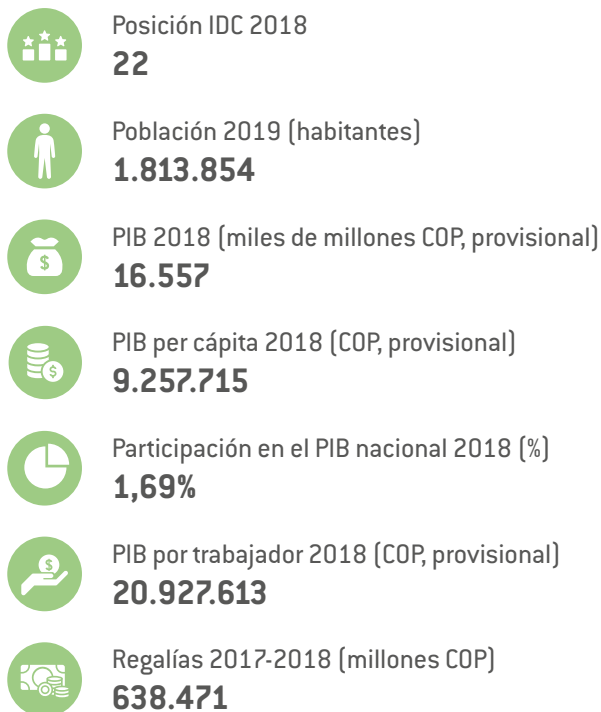 Posición IDC 2018
22
Población 2019 (habitantes)
1.813.854
PIB 2018 (miles de millones COP, provisional)
16.557
PIB per cápita 2018 (COP, provisional)
9.257.715
Participación en el PIB nacional 2018 (%)
1,69%
PIB por trabajador 2018 (COP, provisional)
20.927.613
Regalías 2017-2018 (millones COP)
638.471